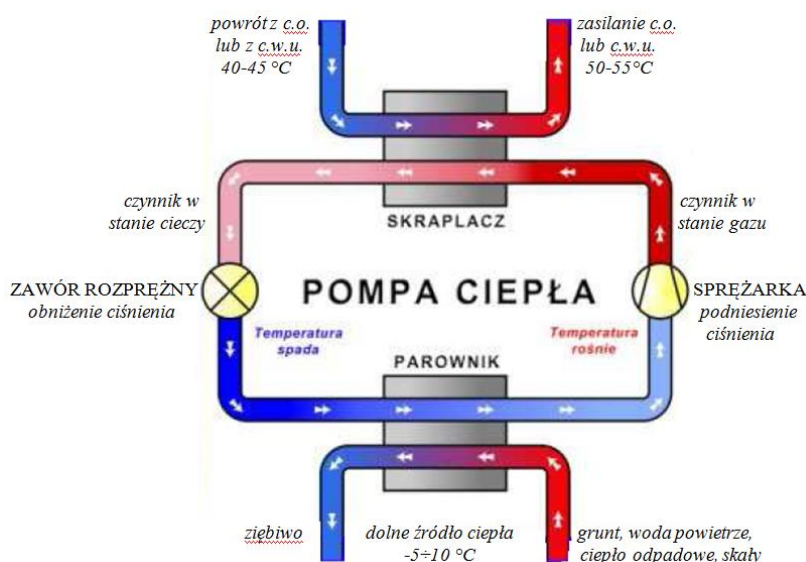 powrót z c.o.
lub z c.w.u.
40-45 °C
zasilanie c.o.
lub c.w.u.
50-55°C
czynnik w
stanie cieczy
SKRAPLACZ
czynnik w
stanie gazu
ZAWÓR ROZPRĘŻNY
obniżenie ciśnienia
POMPA CIEPŁA
SPRĘŻARKA
podniesienie
ciśnienia
Temperatura
spada
Temperatura
rośnie
PAROWNIK
ziębiwo
dolne źródło ciepła
-5÷10 °C
grunt, woda powietrze,
ciepło odpadowe, skały